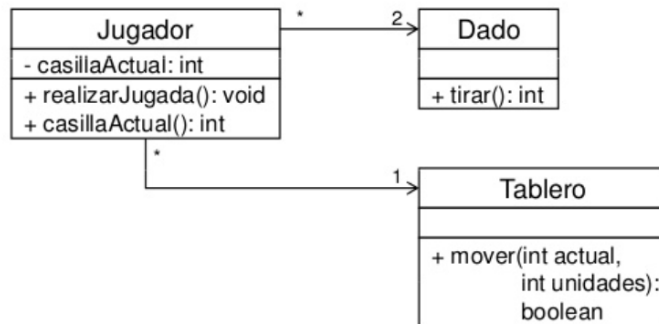 Jugador
- casillaActual: int
+ realizarJugada(): void
+ casillaActual(): int
*
2
Dado
+ tirar(): int
*
1
Tablero
+ mover(int actual,
int unidades):
boolean